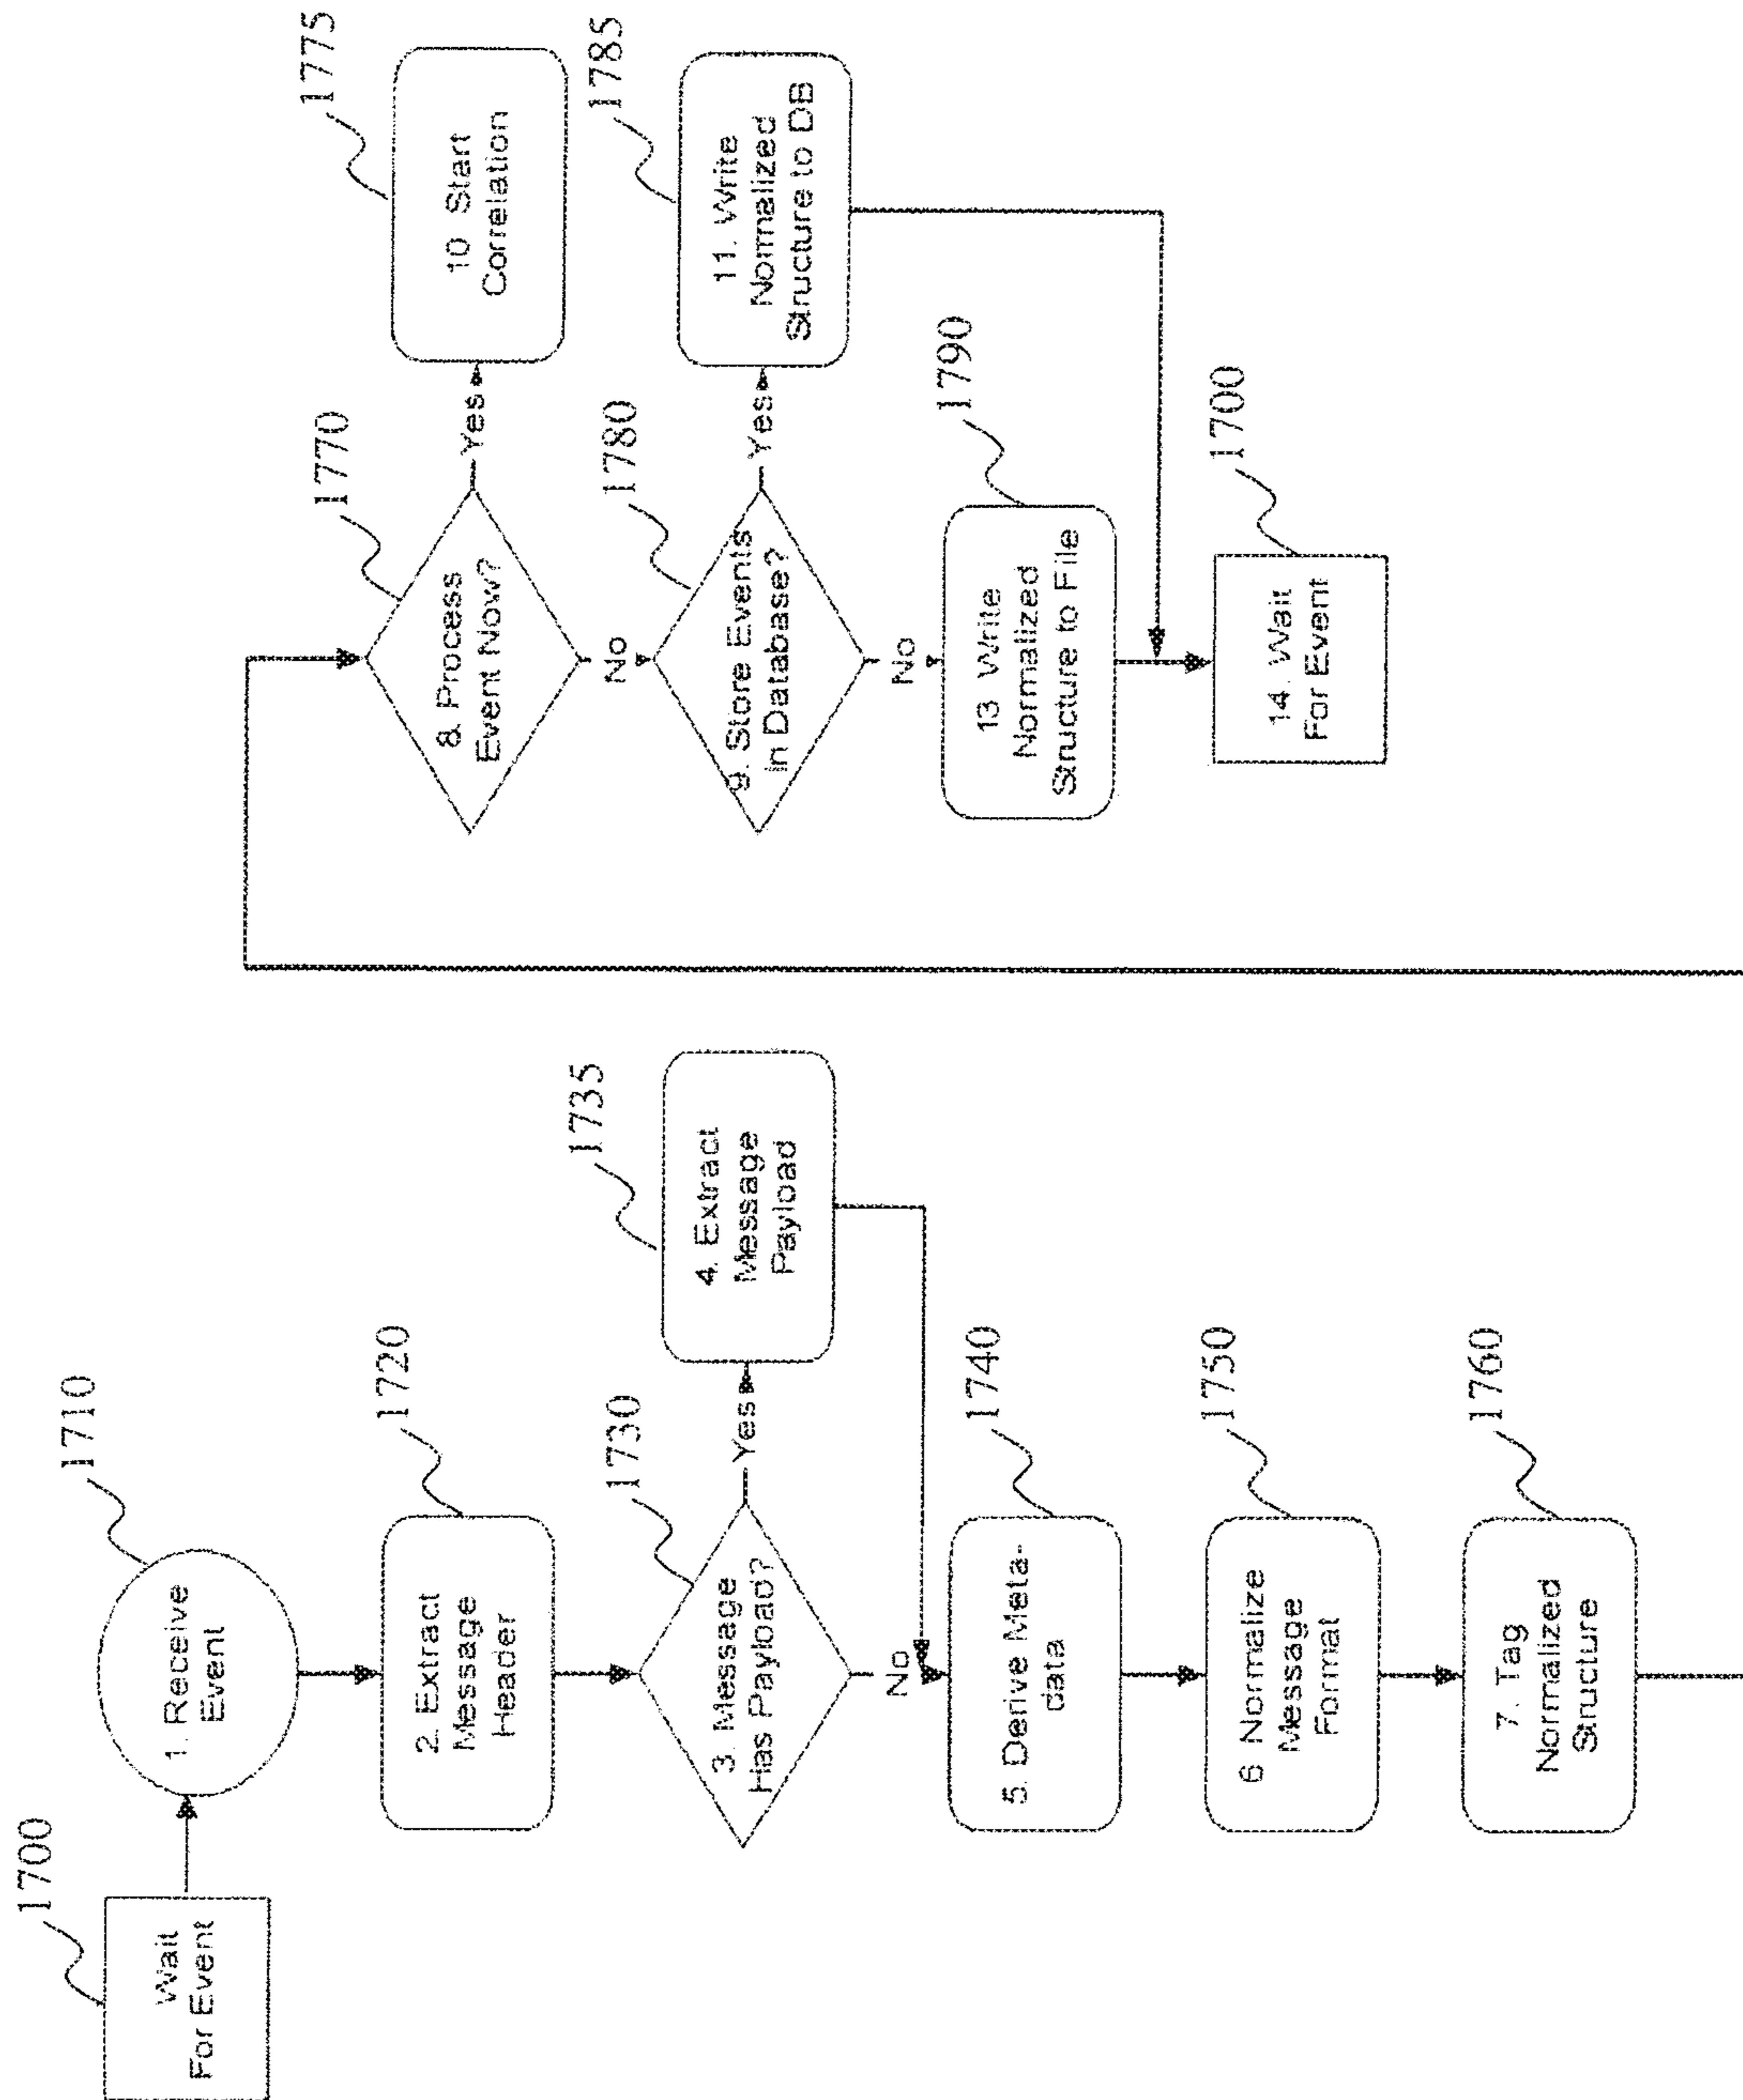 1700
Wait
For Event
1710
1. Receive
Event
1720
2. Extract
Message
Header
1730
3. Message
Has Payload?
Yes
1735
4. Extract
Message
Payload
No
1740
5. Derive Meta-
data
1750
6 Normalize
Message
Format
1760
7. Tag
Normalized
Structure
1770
8. Process
Event Now?
Yes
1775
10 Start
Correlation
No
1780
9. Store Events
in Database?
Yes
1785
11. Write
Normalized
Structure to DB
No
1790
13 Write
Normalized
Structure to File
1700
14. Wait
For Event